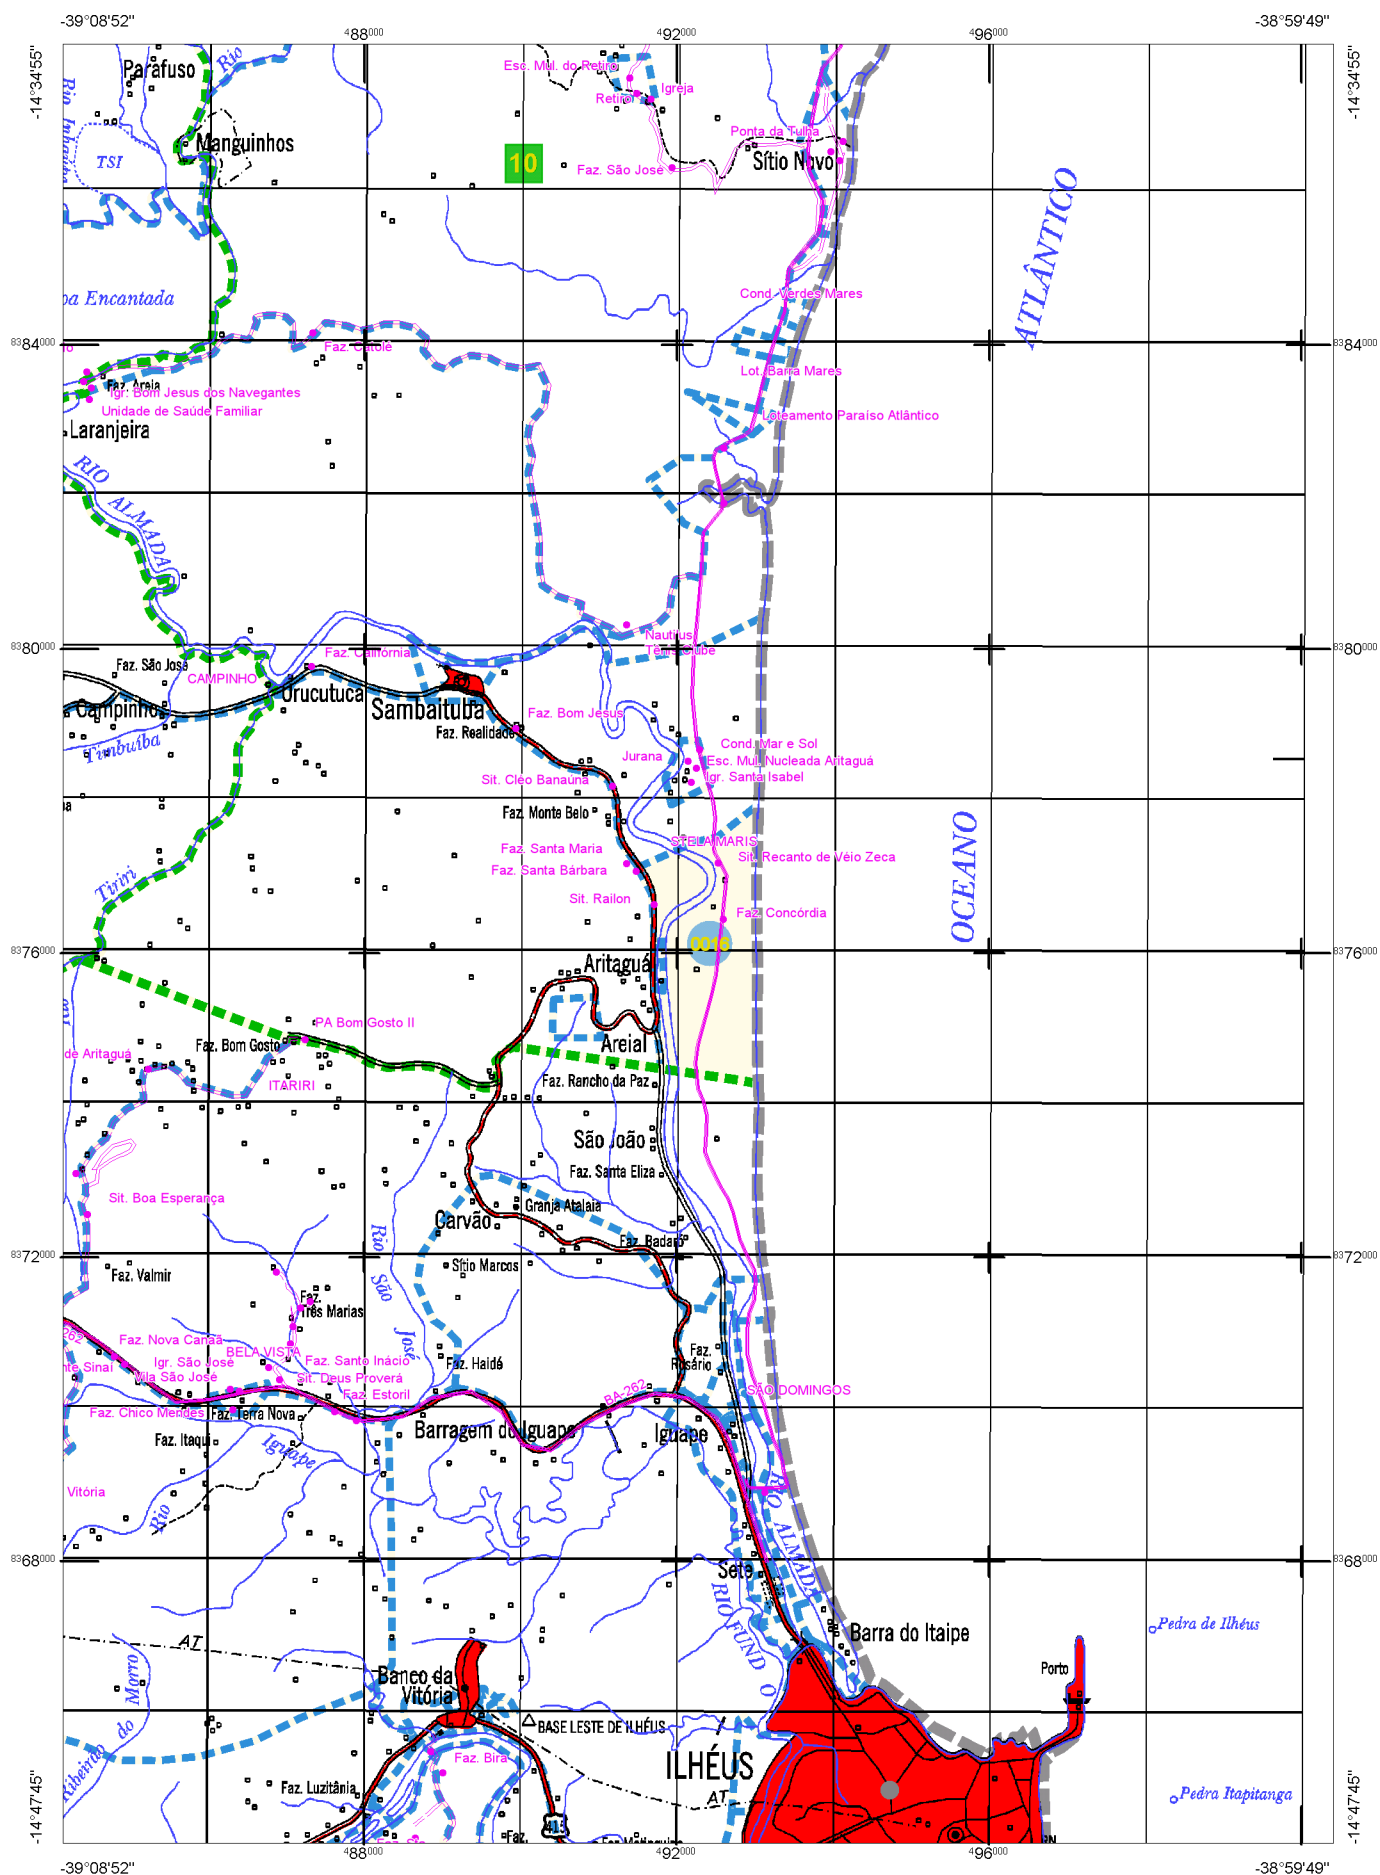 -39°08'52"
-38°59'49"
488000
492000
496000
-14°34'55"
-14°34'55"
Parafuso
Rio
Esc. Mul. do Retiro
Igreja
Retiro
Ponta da Tulha
Manguinhos
TSI
10
Sítio Novo
Faz. São José
ATLÂNTICO
oa Encantada
Cond. Verdes Mares
8384000
8384000
Faz. Catolé
Lot. Barra Mares
Faz. Areia
Igr. Bom Jesus dos Navegantes
Unidade de Saúde Familiar
Loteamento Paraíso Atlântico
Laranjeira
RIO ALMADA
Nautilus
Tênis Clube
8380000
8380000
Faz. Califórnia
Faz. São José
CAMPINHO
Urucutuca
Campinho
Sambaituba
Faz. Bom Jesus
Faz. Realidade
Timbuíba
Cond. Mar e Sol
Jurana
Esc. Mul. Nucleada Aritaguá
Igr. Santa Isabel
Sit. Cléo Banaúna
Faz. Monte Belo
STELA MARIS
Faz. Santa Maria
Sit. Recanto de Véio Zeca
Faz. Santa Bárbara
Tiriri
Sit. Railon
Faz. Concórdia
OCEANO
0016
8376000
8376000
Aritaguá
PA Bom Gosto II
Faz. Bom Gosto
Areial
de Aritaguá
Faz. Rancho da Paz
ITARIRI
São João
Faz. Santa Eliza
Sit. Boa Esperança
Granja Atalaia
Carvão
Rio São José
Faz. Badaró
8372000
8372000
Sítio Marcos
Faz. Valmir
Faz.
Três Marias
Faz. Nova Canaã
BELA VISTA
Faz.
Rosário
Igr. São José
Faz. Santo Inácio
Faz. Haidé
nte Sinai
Vila São José
Sit. Deus Proverá
Faz. Estoril
BA-262
SÃO DOMINGOS
Faz. Chico Mendes
Faz. Terra Nova
Barragem do Iguape
Iguape
Faz. Itaqui
Rio Iguape
Vitória
RIO ALMADA
8368000
8368000
Sete
RIO FUNDO
Barra do Itaipe
Pedra de Ilhéus
AT
Porto
Banco da
Vitória
Ribeirão do Morro
BASE LESTE DE ILHÉUS
Faz. Bira
ILHÉUS
Faz. Luzitânia
AT
Pedra Itapitanga
415
Faz.
-14°47'45"
-14°47'45"
488000
492000
496000
-39°08'52"
-38°59'49"